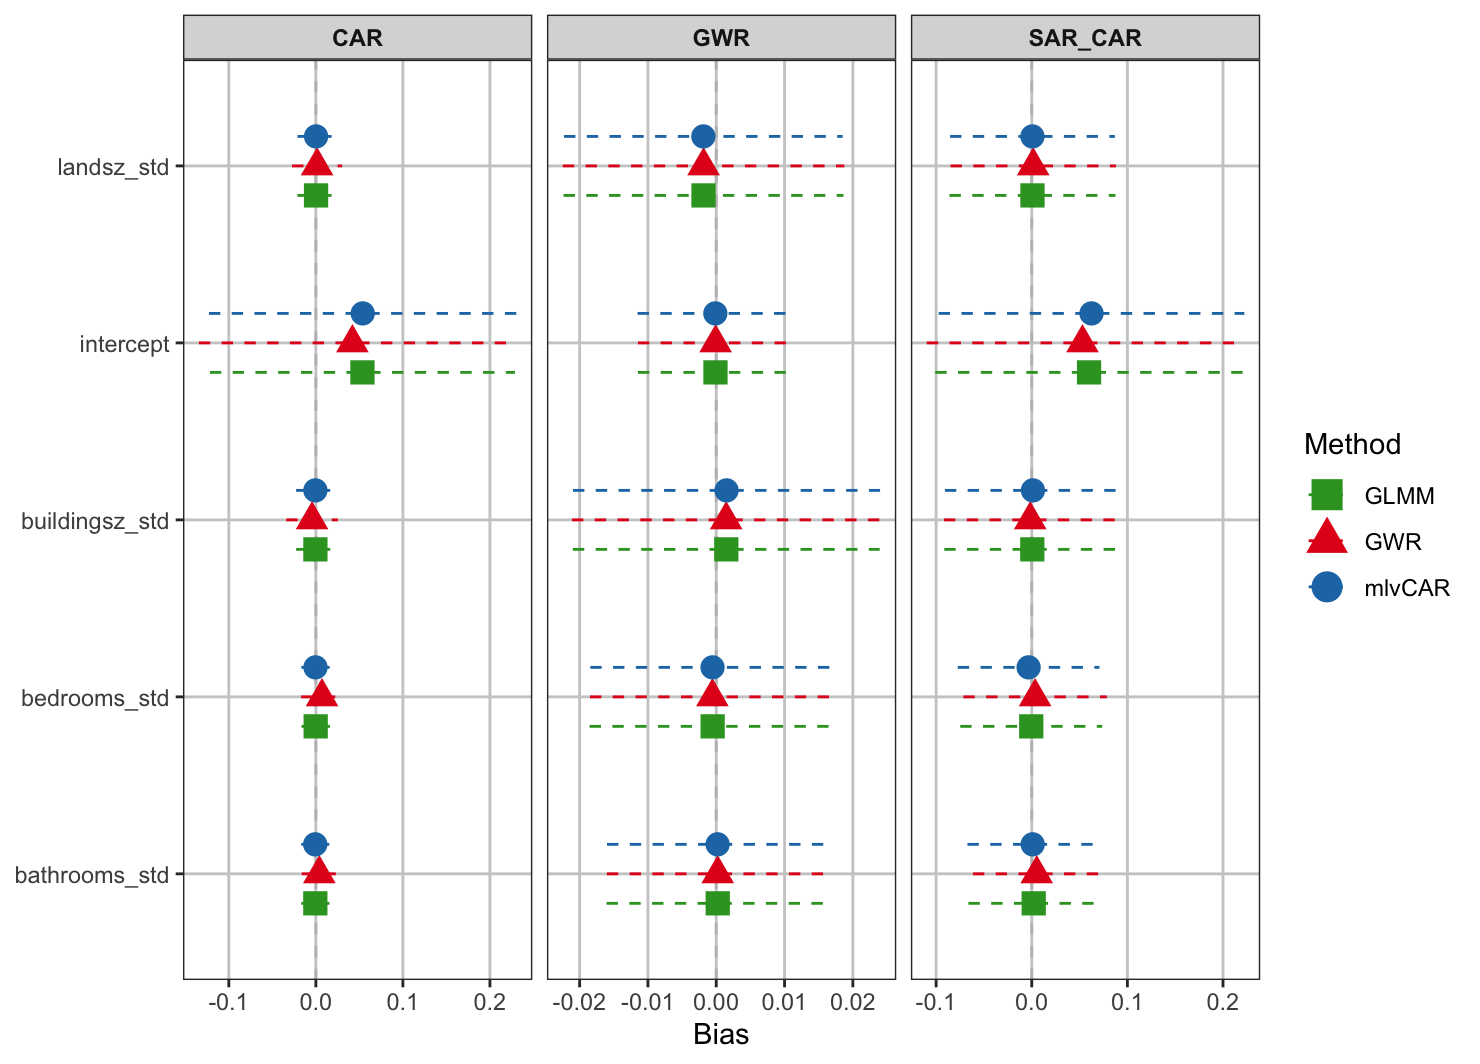 CAR GWR SAR_CAR
landsz_std
intercept
buildingsz_std
bedrooms_std
bathrooms_std
-0.1 0.0 0.1 0.2 -0.02 -0.01 0.00 0.01 0.02 -0.1 0.0 0.1 0.2
Bias
Method
GLMM
GWR
mlvCAR